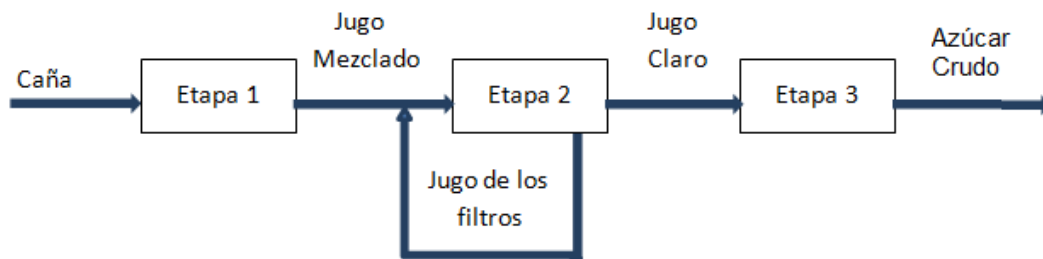 Caña
Etapa 1
Jugo
Mezclado
Etapa 2
Jugo
Claro
Etapa 3
Azúcar
Crudo
Jugo de los
filtros